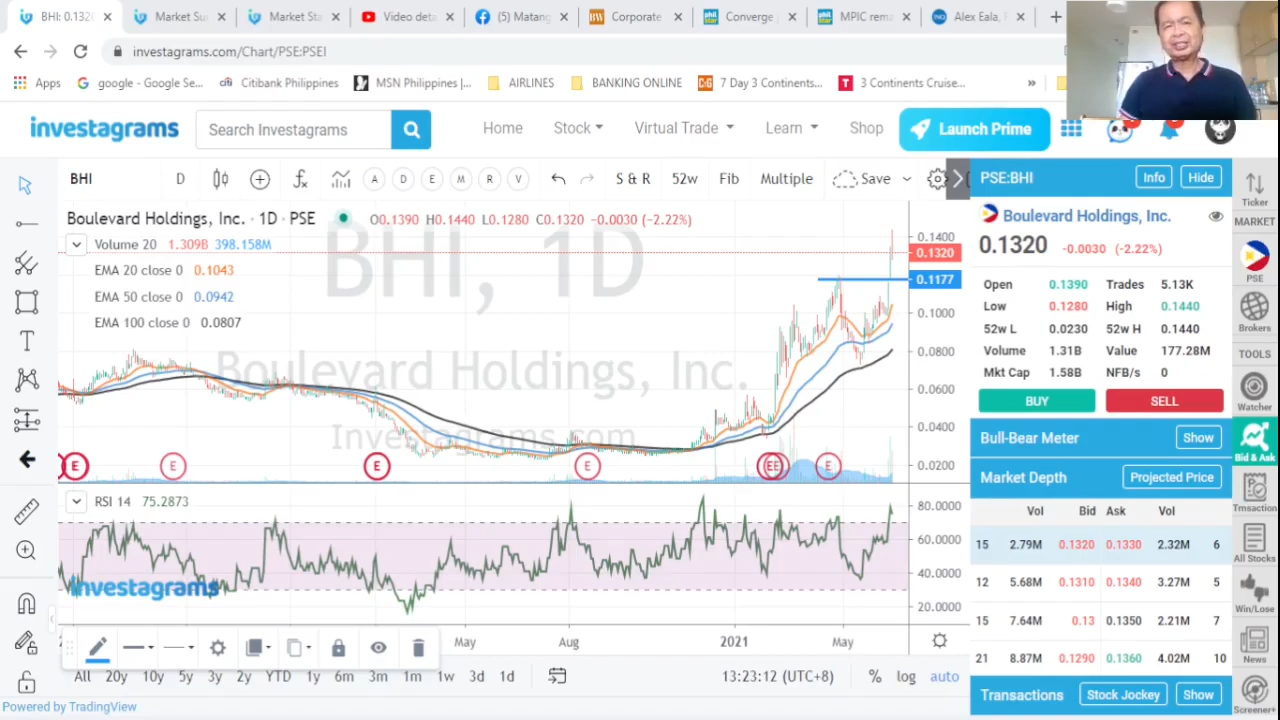 BHI: 0.1320
Market Su
Market Sta
Video deta
(5) Matang
Corporate
Converge
MPIC rema
Alex Eala,
investagrams.com/Chart/PSE:PSEI
Apps
google - Google Se...
Citibank Philippines
MSN Philippines |...
AIRLINES
BANKING ONLINE
7 Day 3 Continents...
3 Continents Cruise...
»
investagrams
Search Investagrams
Home
Stock
Virtual Trade
Learn
Shop
Launch Prime
BHI
D
A D E M R V
S & R
52w
Fib
Multiple
Save
Boulevard Holdings, Inc. · 1D · PSE
O0.1390 H0.1440 L0.1280 C0.1320 -0.0030 (-2.22%)
Volume 20 1.309B 398.158M
EMA 20 close 0 0.1043
EMA 50 close 0 0.0942
EMA 100 close 0 0.0807
BHI, 1D
Boulevard Holdings, Inc.
Investagrams.com
0.1400
0.1320
0.1177
0.1000
0.0800
0.0600
0.0400
0.0200
E E E E EE E
RSI 14 75.2873
80.0000
60.0000
40.0000
20.0000
investagrams
May
Aug
2021
May
All 20y 10y 5y 3y 2y YTD 1y 6m 3m 1m 1w 3d 1d
13:23:12 (UTC+8)
% log auto
Powered by TradingView
PSE:BHI
Info
Hide
Boulevard Holdings, Inc.
0.1320 -0.0030 (-2.22%)
Open 0.1390 Trades 5.13K
Low 0.1280 High 0.1440
52w L 0.0230 52w H 0.1440
Volume 1.31B Value 177.28M
Mkt Cap 1.58B NFB/s 0
BUY
SELL
Bull-Bear Meter
Show
Market Depth
Projected Price
Vol Bid Ask Vol
15 2.79M 0.1320 0.1330 2.32M 6
12 5.68M 0.1310 0.1340 3.27M 5
15 7.64M 0.13 0.1350 2.21M 7
21 8.87M 0.1290 0.1360 4.02M 10
Transactions
Stock Jockey
Show
Ticker
MARKET
PSE
Brokers
TOOLS
Watcher
Bid & Ask
Trnsaction
All Stocks
Win/Lose
News
Screener+